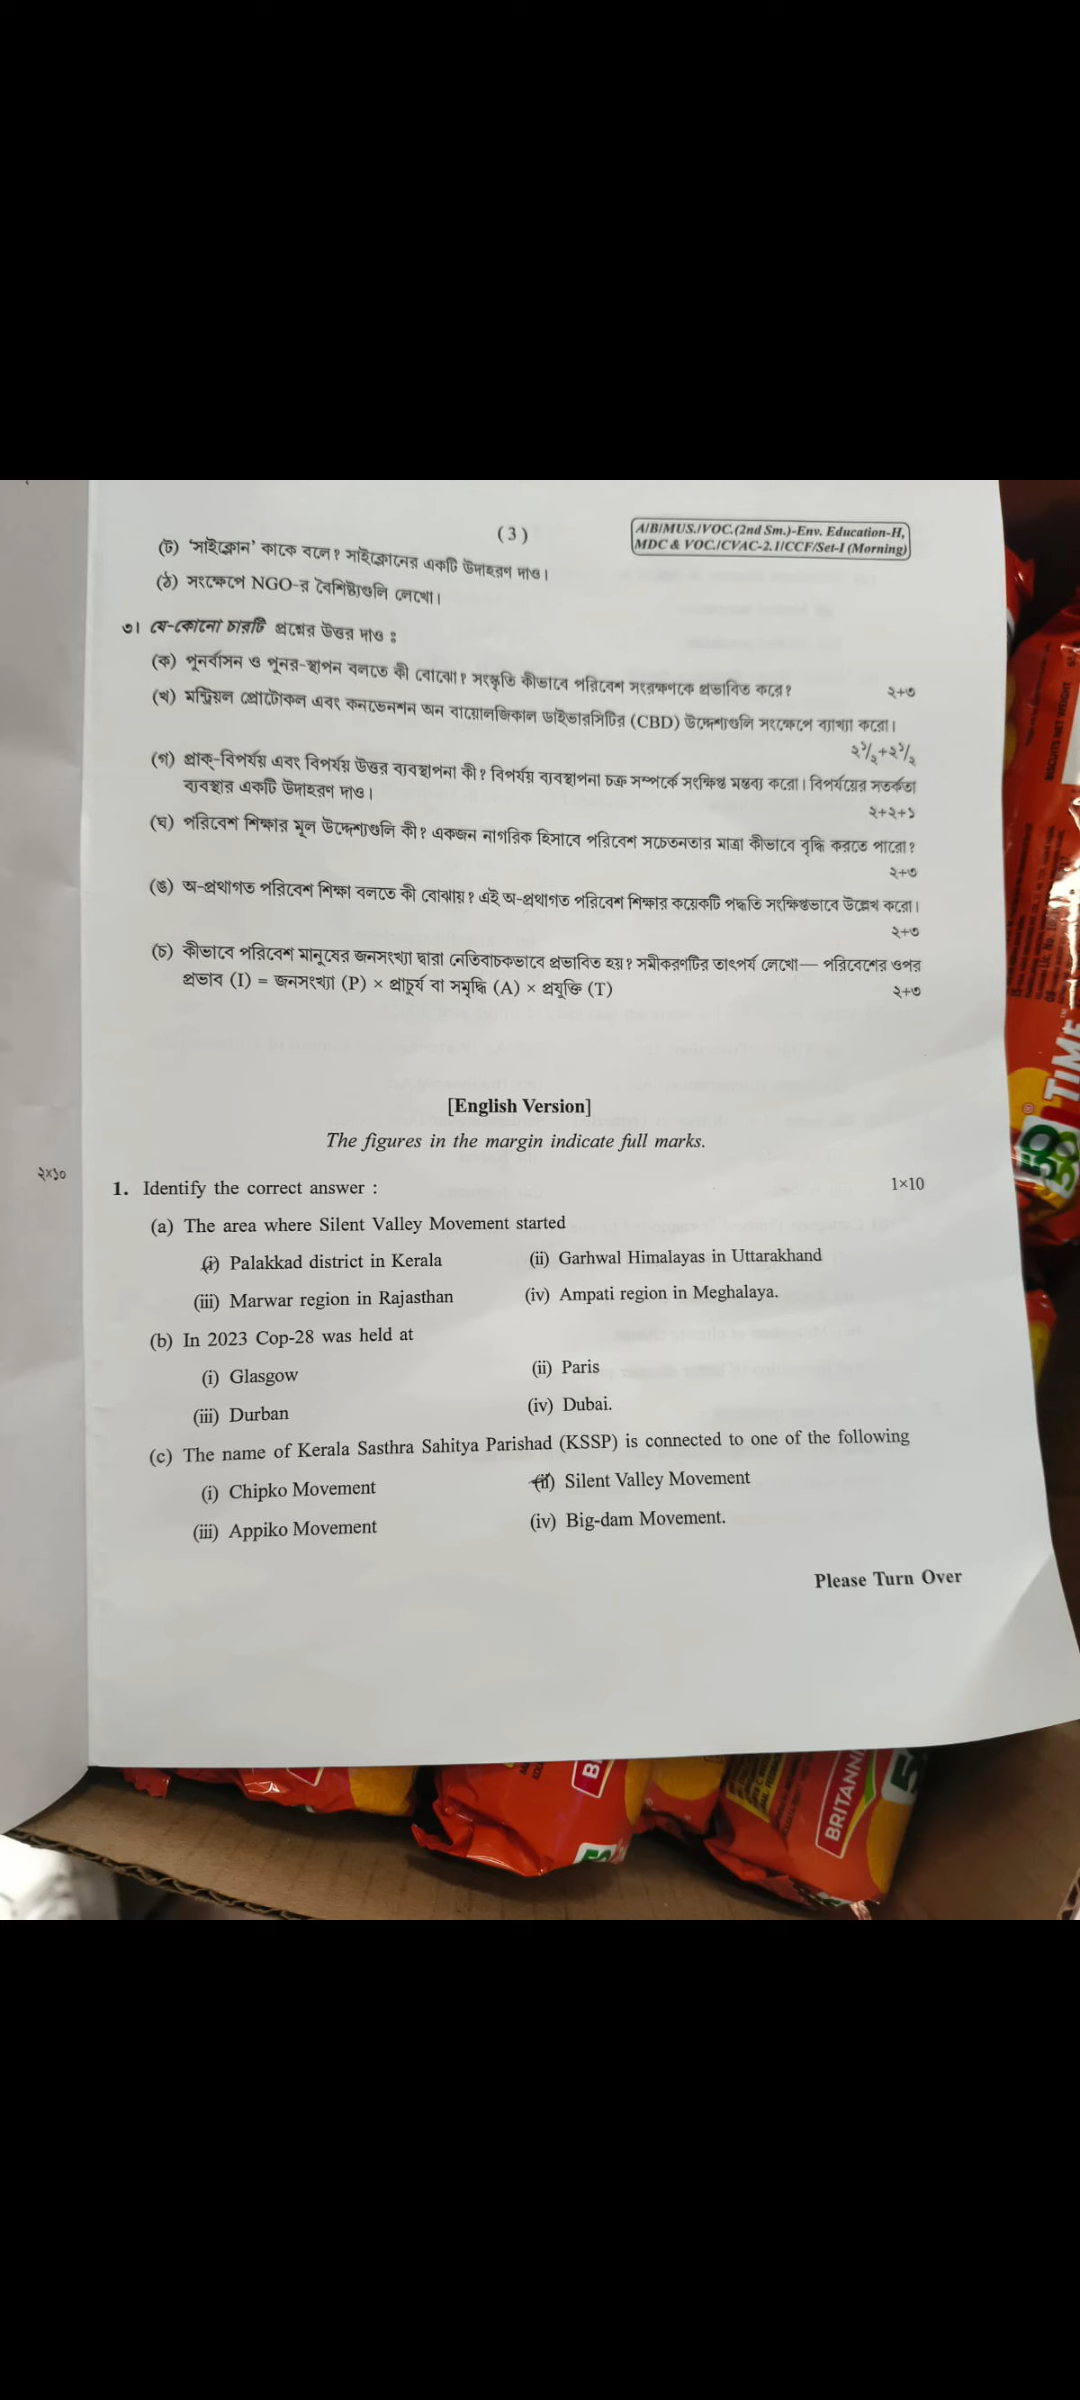 (3)
A/B/MUS./VOC.(2nd Sm.)-Env. Education-H,
MDC & VOC./CVAC-2.1/CCF/Set-I (Morning)
(ট) ‘সাইক্লোন’ কাকে বলে? সাইক্লোনের একটি উদাহরণ দাও।
(ঠ) সংক্ষেপে NGO-র বৈশিষ্ট্যগুলি লেখো।
৩। যে-কোনো চারটি প্রশ্নের উত্তর দাও :
(ক) পুনর্বাসন ও পুনর-স্থাপন বলতে কী বোঝো? সংস্কৃতি কীভাবে পরিবেশ সংরক্ষণকে প্রভাবিত করে? ২+৩
(খ) মন্ট্রিয়ল প্রোটোকল এবং কনভেনশন অন বায়োলজিকাল ডাইভারসিটির (CBD) উদ্দেশ্যগুলি সংক্ষেপে ব্যাখ্যা করো।
২১/২+২১/২
(গ) প্রাক্-বিপর্যয় এবং বিপর্যয় উত্তর ব্যবস্থাপনা কী? বিপর্যয় ব্যবস্থাপনা চক্র সম্পর্কে সংক্ষিপ্ত মন্তব্য করো। বিপর্যয়ের সতর্কতা
ব্যবস্থার একটি উদাহরণ দাও। ২+২+১
(ঘ) পরিবেশ শিক্ষার মূল উদ্দেশ্যগুলি কী? একজন নাগরিক হিসাবে পরিবেশ সচেতনতার মাত্রা কীভাবে বৃদ্ধি করতে পারো?
২+৩
(ঙ) অ-প্রথাগত পরিবেশ শিক্ষা বলতে কী বোঝায়? এই অ-প্রথাগত পরিবেশ শিক্ষার কয়েকটি পদ্ধতি সংক্ষিপ্তভাবে উল্লেখ করো।
২+৩
(চ) কীভাবে পরিবেশ মানুষের জনসংখ্যা দ্বারা নেতিবাচকভাবে প্রভাবিত হয়? সমীকরণটির তাৎপর্য লেখো— পরিবেশের ওপর
প্রভাব (I) = জনসংখ্যা (P) × প্রাচুর্য বা সমৃদ্ধি (A) × প্রযুক্তি (T) ২+৩
[English Version]
The figures in the margin indicate full marks.
২×১০
1. Identify the correct answer : 1×10
(a) The area where Silent Valley Movement started
(i) Palakkad district in Kerala (ii) Garhwal Himalayas in Uttarakhand
(iii) Marwar region in Rajasthan (iv) Ampati region in Meghalaya.
(b) In 2023 Cop-28 was held at
(i) Glasgow (ii) Paris
(iii) Durban (iv) Dubai.
(c) The name of Kerala Sasthra Sahitya Parishad (KSSP) is connected to one of the following
(i) Chipko Movement (ii) Silent Valley Movement
(iii) Appiko Movement (iv) Big-dam Movement.
Please Turn Over
BISCUITS NET WEIGHT
TIME
50
50
BRITANN